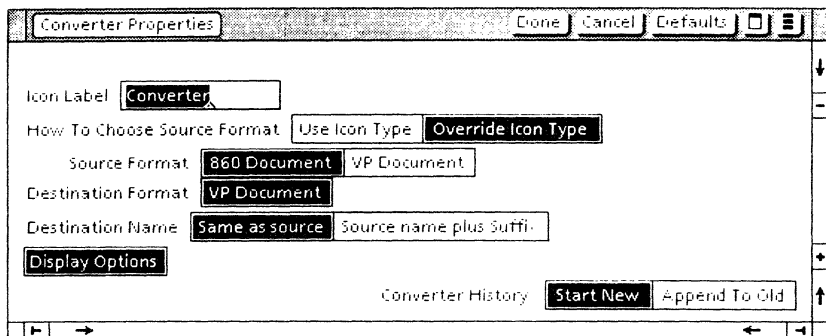 Converter Properties Done Cancel Defaults
Icon Label Converter
How To Choose Source Format Use Icon Type Override Icon Type
Source Format 860 Document VP Document
Destination Format VP Document
Destination Name Same as source Source name plus
Display Options
Converter History Start New Append To Old